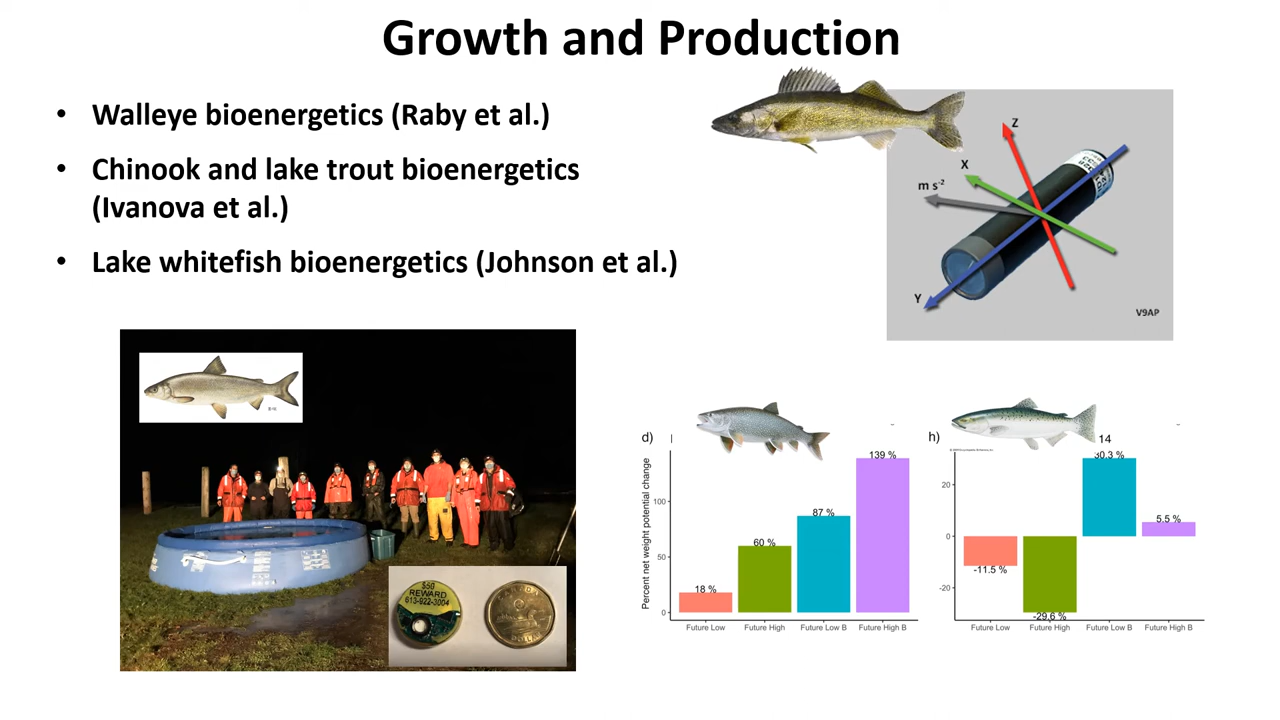 Growth and Production
• Walleye bioenergetics (Raby et al.)
• Chinook and lake trout bioenergetics
(Ivanova et al.)
• Lake whitefish bioenergetics (Johnson et al.)
Z
X
m s⁻²
Y
V9AP
$50
REWARD
613-922-3004
CANADA
DOLLAR
d)
Percent net weight potential change
100
50
0
18 %
60 %
87 %
139 %
Future Low
Future High
Future Low B
Future High B
h)
14
20
0
-20
-11.5 %
-29.6 %
30.3 %
5.5 %
Future Low
Future High
Future Low B
Future High B